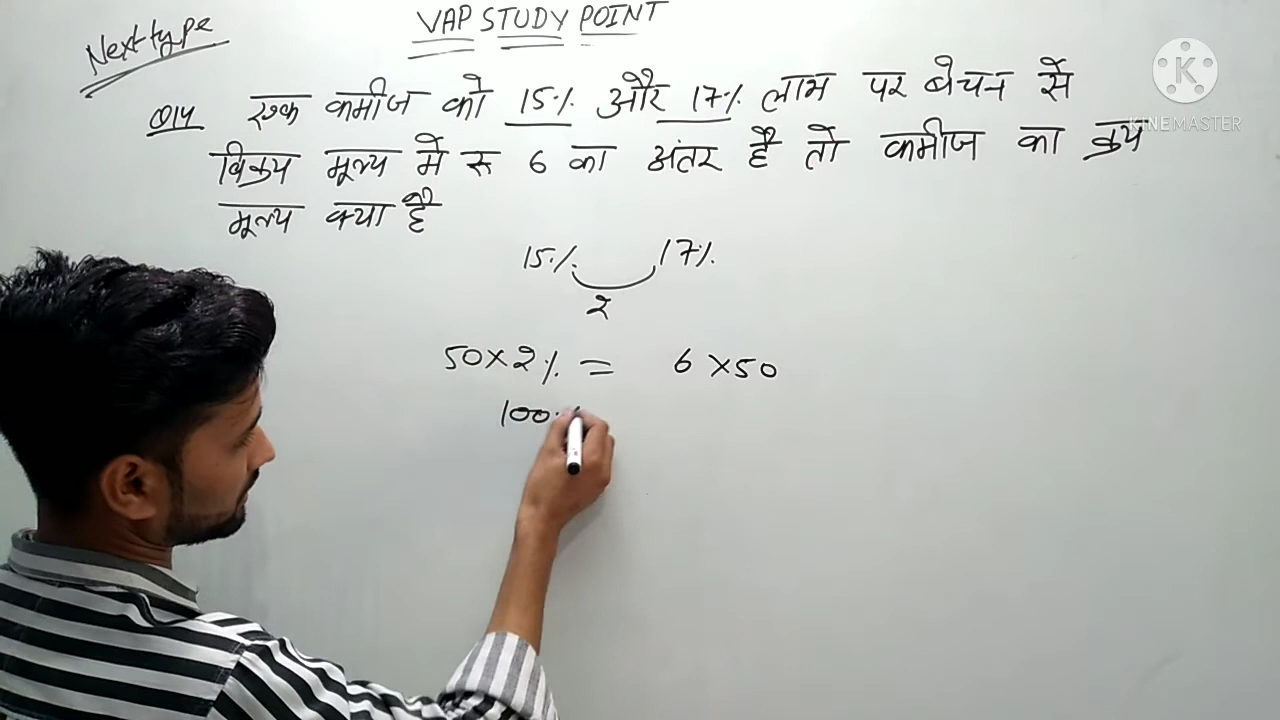 VAP STUDY POINT
Next type
Q14 एक कमीज को 15% और 17% लाभ पर बेचन से
विक्रय मूल्य में रू 6 का अंतर है तो कमीज का क्रय
मूल्य क्या है
15% 17%
2
50×2% = 6×50
100%
KINEMASTER